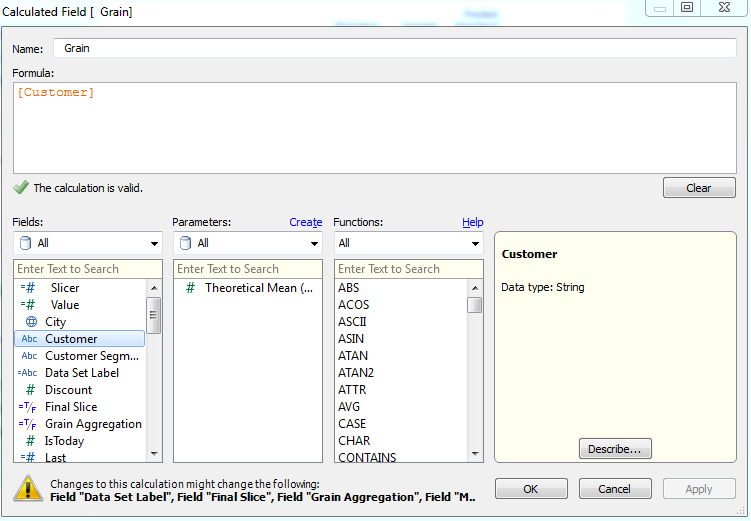 Calculated Field [  Grain]
Name: Grain
Formula:
[Customer]
The calculation is valid.
Clear
Fields: Parameters: Create Functions: Help
All All All
Enter Text to Search Enter Text to Search Enter Text to Search
=# Slicer # Theoretical Mean (... ABS
=# Value ACOS
City ASCII
Abc Customer ASIN
Abc Customer Segm... ATAN
=Abc Data Set Label ATAN2
# Discount ATTR
=T/F Final Slice AVG
=T/F Grain Aggregation CASE
# IsToday CHAR
=# Last CONTAINS
Customer
Data type: String
Describe...
Changes to this calculation might change the following:
Field "Data Set Label", Field "Final Slice", Field "Grain Aggregation", Field "M..
OK Cancel Apply